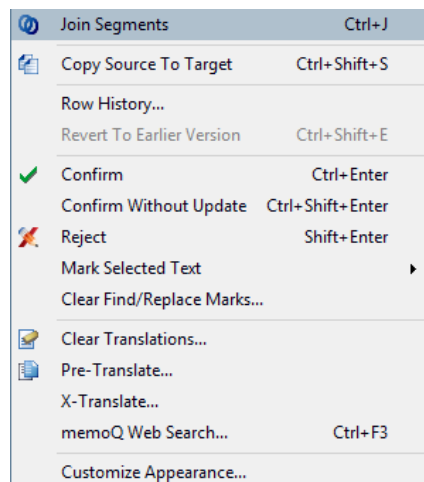 Join Segments Ctrl+J
Copy Source To Target Ctrl+Shift+S
Row History...
Revert To Earlier Version Ctrl+Shift+E
Confirm Ctrl+Enter
Confirm Without Update Ctrl+Shift+Enter
Reject Shift+Enter
Mark Selected Text
Clear Find/Replace Marks...
Clear Translations...
Pre-Translate...
X-Translate...
memoQ Web Search... Ctrl+F3
Customize Appearance...